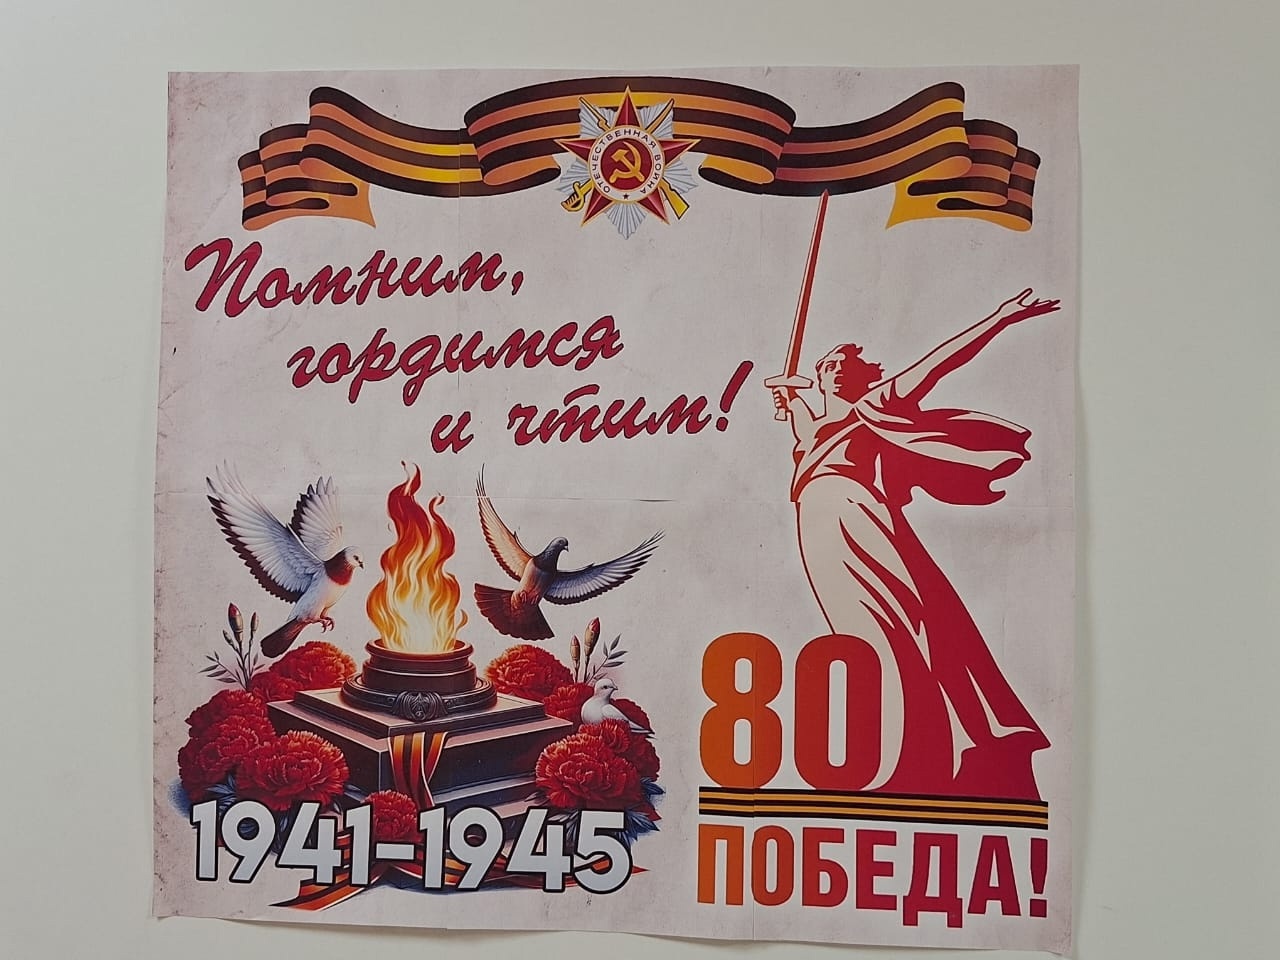 ОТЕЧЕСТВЕННАЯ ВОЙНА
Помним,
гордимся
и чтим!
1941-1945
80
ПОБЕДА!